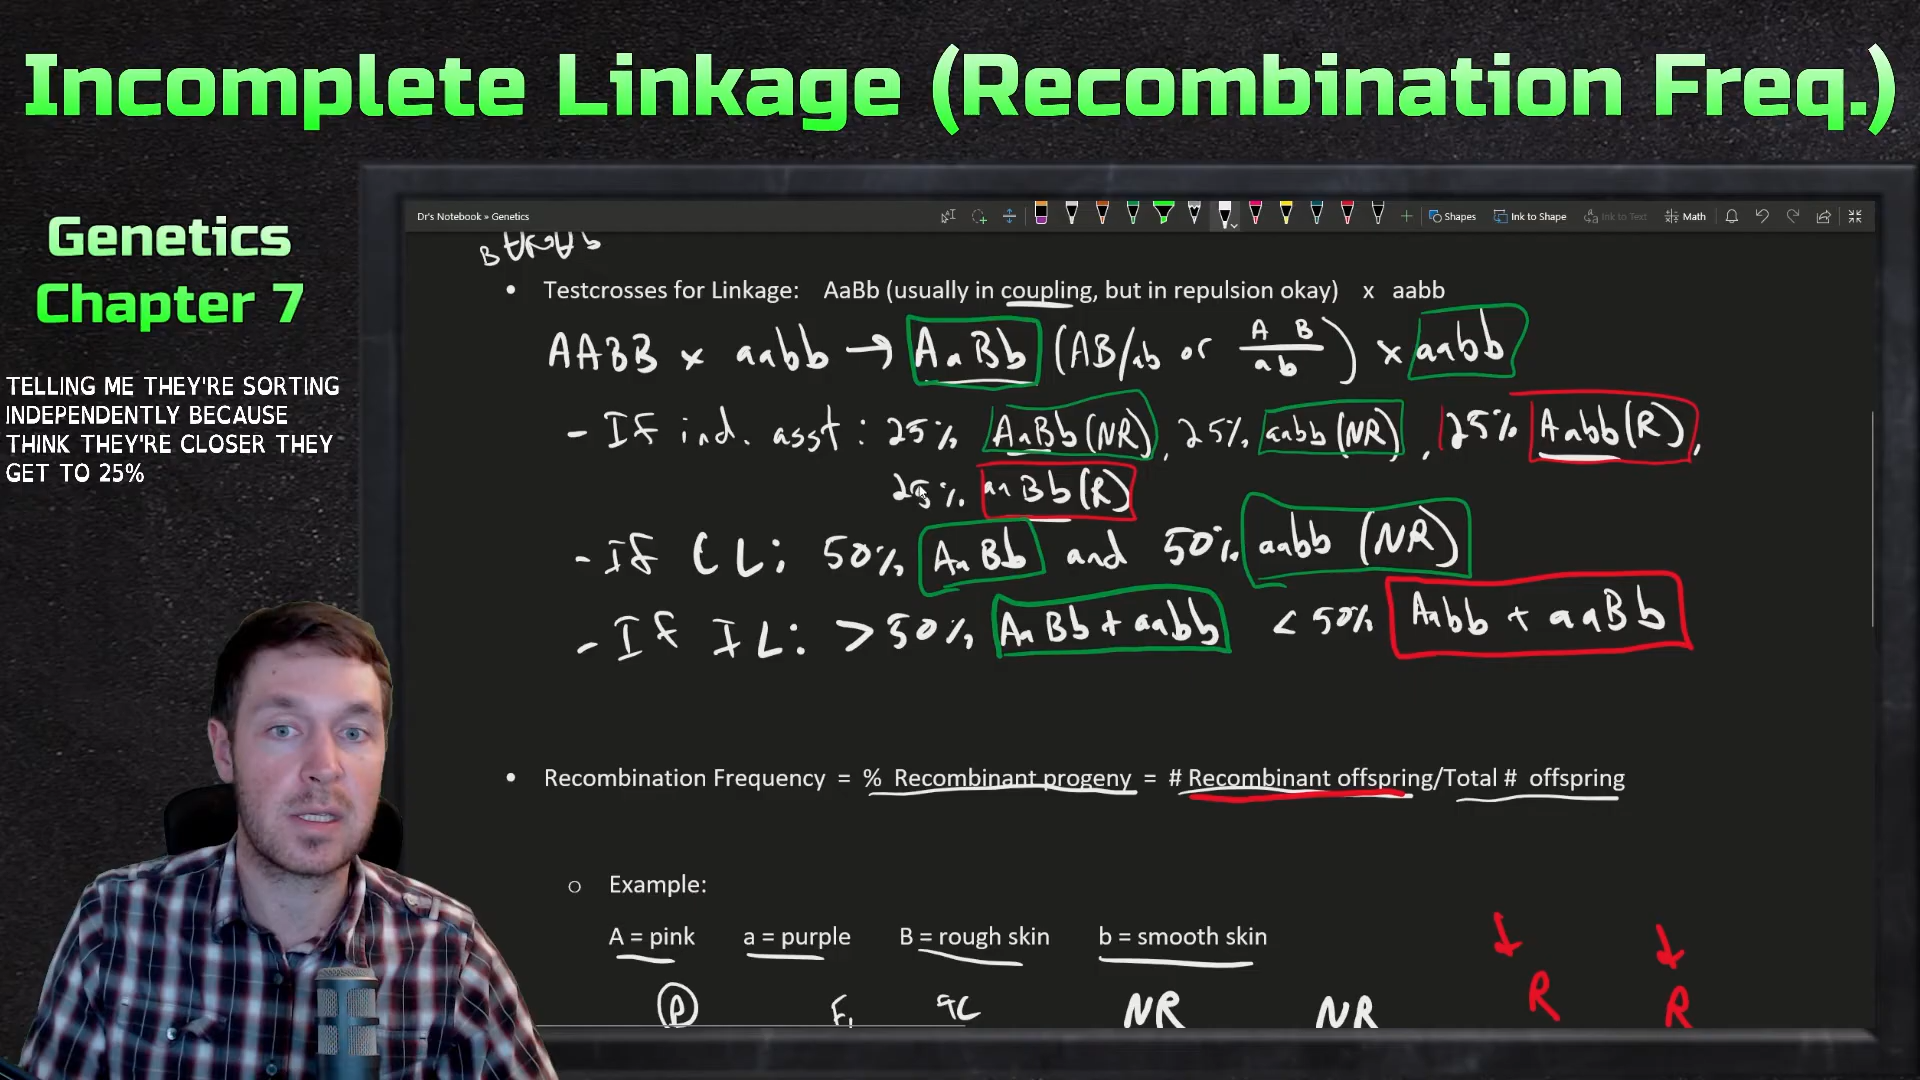 Incomplete Linkage (Recombination Freq.)
Genetics
Chapter 7
TELLING ME THEY'RE SORTING
INDEPENDENTLY BECAUSE
THINK THEY'RE CLOSER THEY
GET TO 25%
Dr's Notebook » Genetics
Shapes Ink to Shape Ink to Text Math
B b
• Testcrosses for Linkage: AaBb (usually in coupling, but in repulsion okay) x aabb
AABB x aabb → AaBb (AB/ab or A B / a b) x aabb
- If ind. asst: 25% AaBb (NR), 25% aabb (NR), 25% Aabb (R),
25% aaBb (R)
- If CL: 50% AaBb and 50% aabb (NR)
- If IL: >50% AaBb + aabb <50% Aabb + aaBb
• Recombination Frequency = % Recombinant progeny = # Recombinant offspring/Total # offspring
o Example:
A = pink a = purple B = rough skin b = smooth skin
P F1 TC NR NR R R